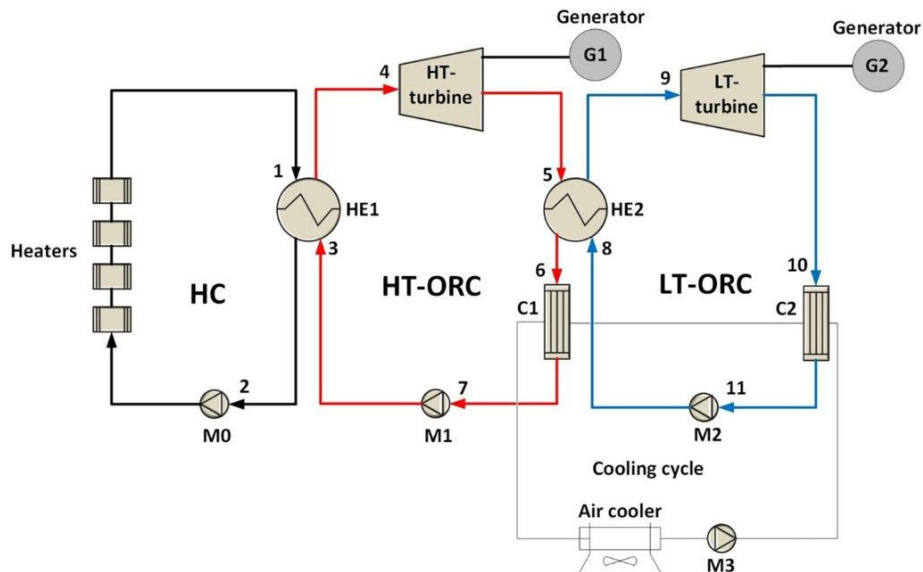 Generator
Generator
G1
G2
4
HT-
turbine
9
LT-
turbine
1
5
HE1
HE2
Heaters
3
8
6
10
HC
HT-ORC
LT-ORC
C1
C2
2
7
11
M0
M1
M2
Cooling cycle
Air cooler
M3